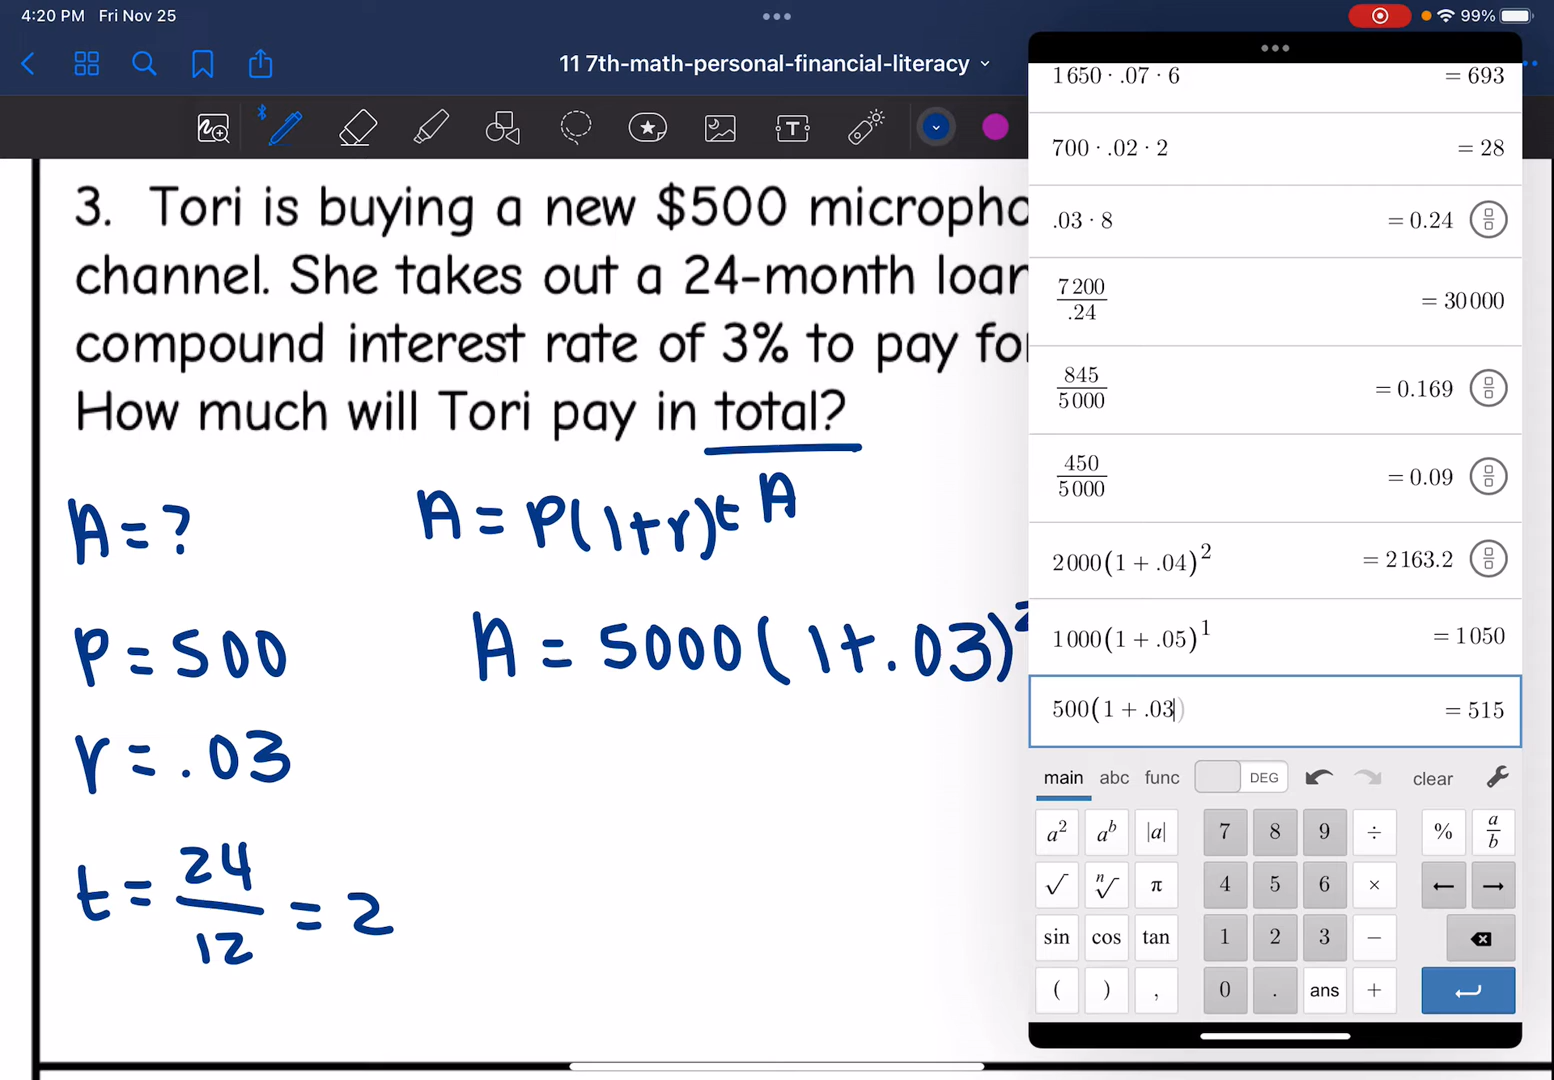 4:20 PM Fri Nov 25
99%
11 7th-math-personal-financial-literacy
3. Tori is buying a new $500
channel. She takes out a 24-month
compound interest rate of 3% to pay
How much will Tori pay in total?
A = ?
A = P(1+r)^t A
P = 500
A = 5000(1+.03)
r = .03
t = 24/12 = 2
1650 · .07 · 6 = 693
700 · .02 · 2 = 28
.03 · 8 = 0.24
7200/.24 = 30000
845/5000 = 0.169
450/5000 = 0.09
2000(1 + .04)^2 = 2163.2
1000(1 + .05)^1 = 1050
500(1 + .03) = 515
main abc func DEG clear
a^2 a^b |a| 7 8 9 ÷ % a/b
√ n√ π 4 5 6 × ← →
sin cos tan 1 2 3 −
( ) , 0 . ans +